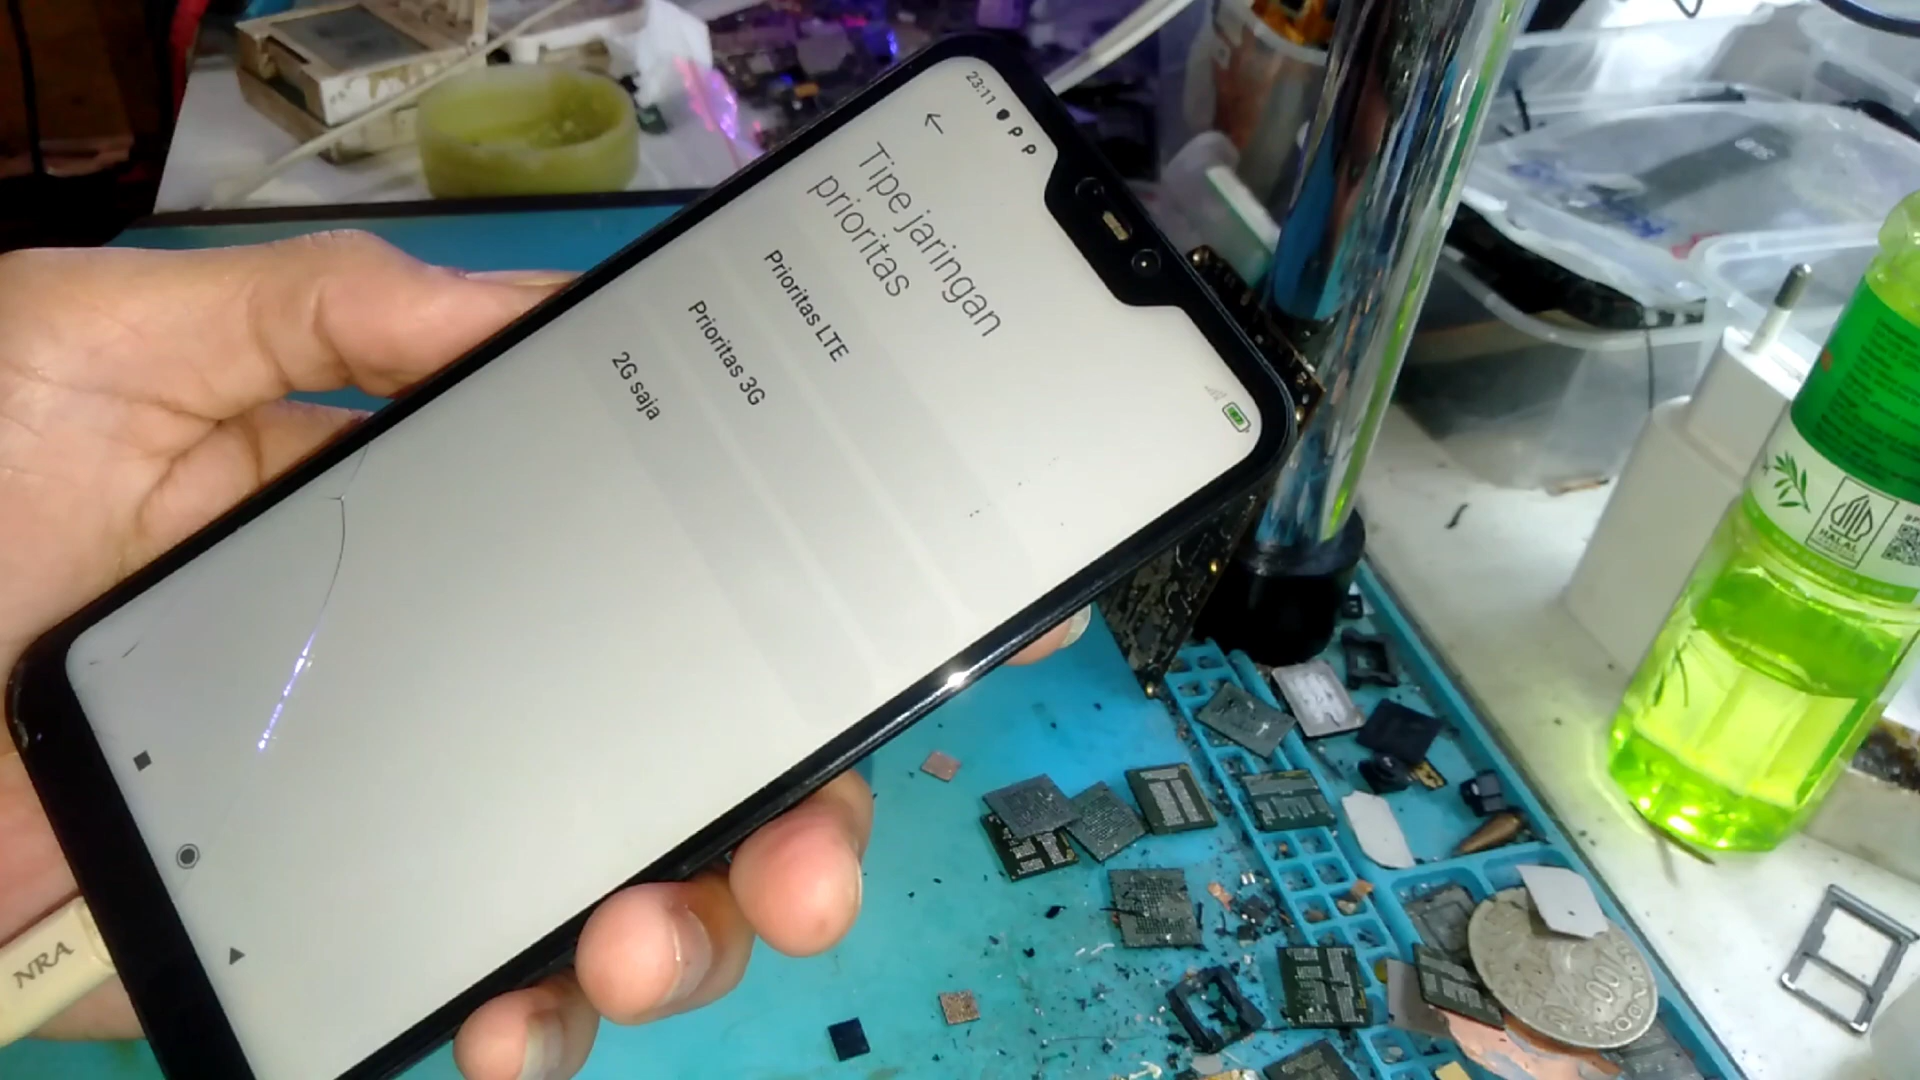 23:11 P P
Tipe jaringan
prioritas
Prioritas LTE
Prioritas 3G
2G saja
NRA
HALAL